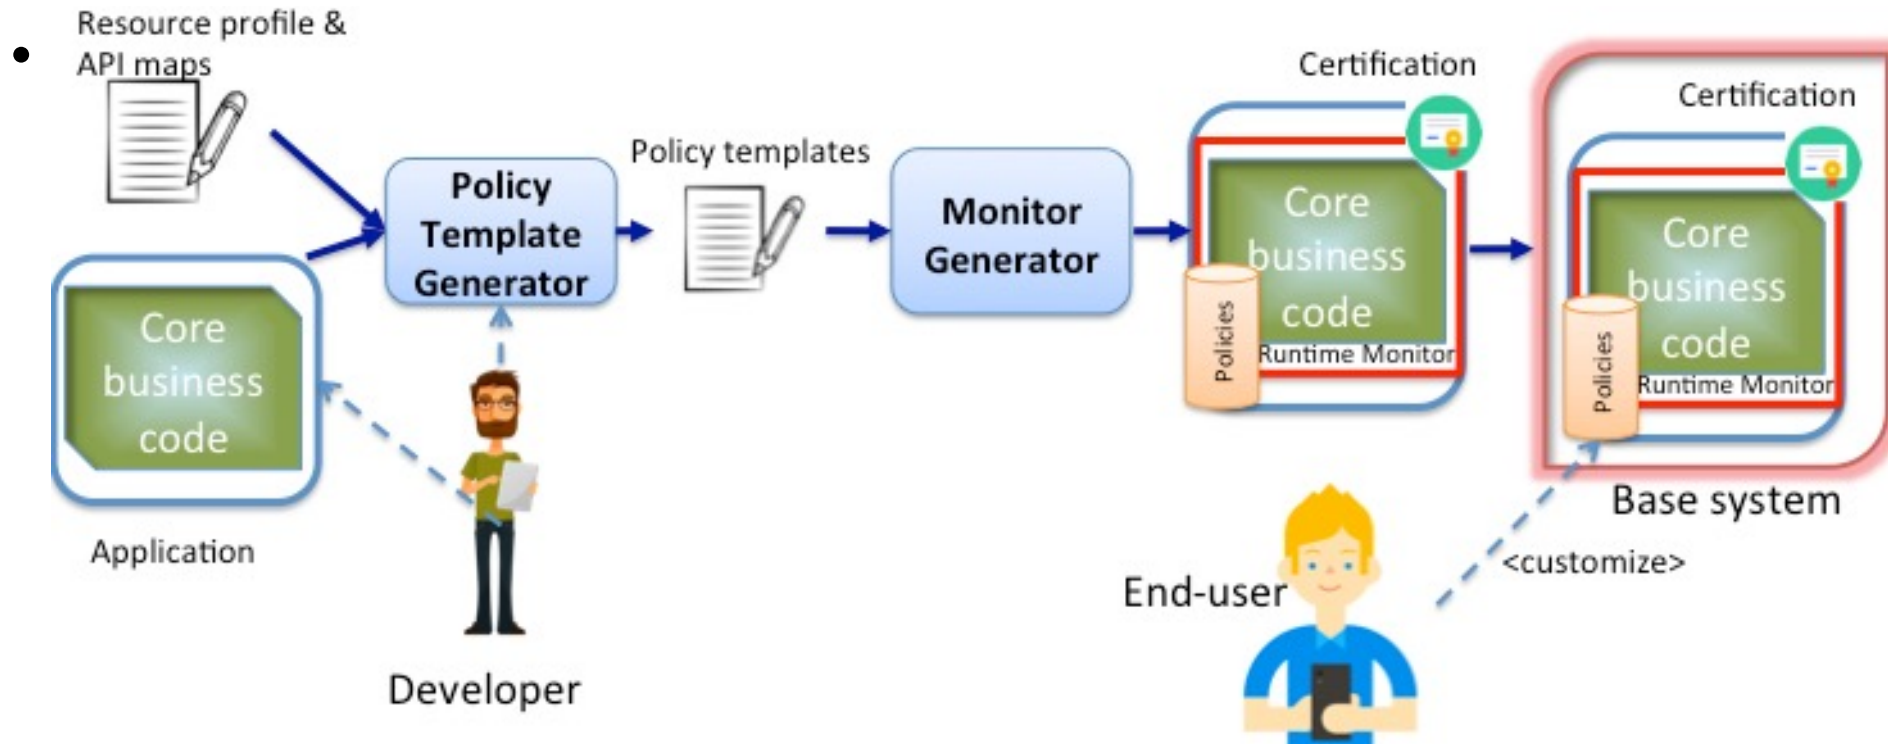 Resource profile &
API maps
Policy
Template
Generator
Policy templates
Monitor
Generator
Certification
Core
business
code
Policies
Runtime Monitor
Certification
Core
business
code
Policies
Runtime Monitor
Base system
Core
business
code
Application
Developer
End-user
<customize>